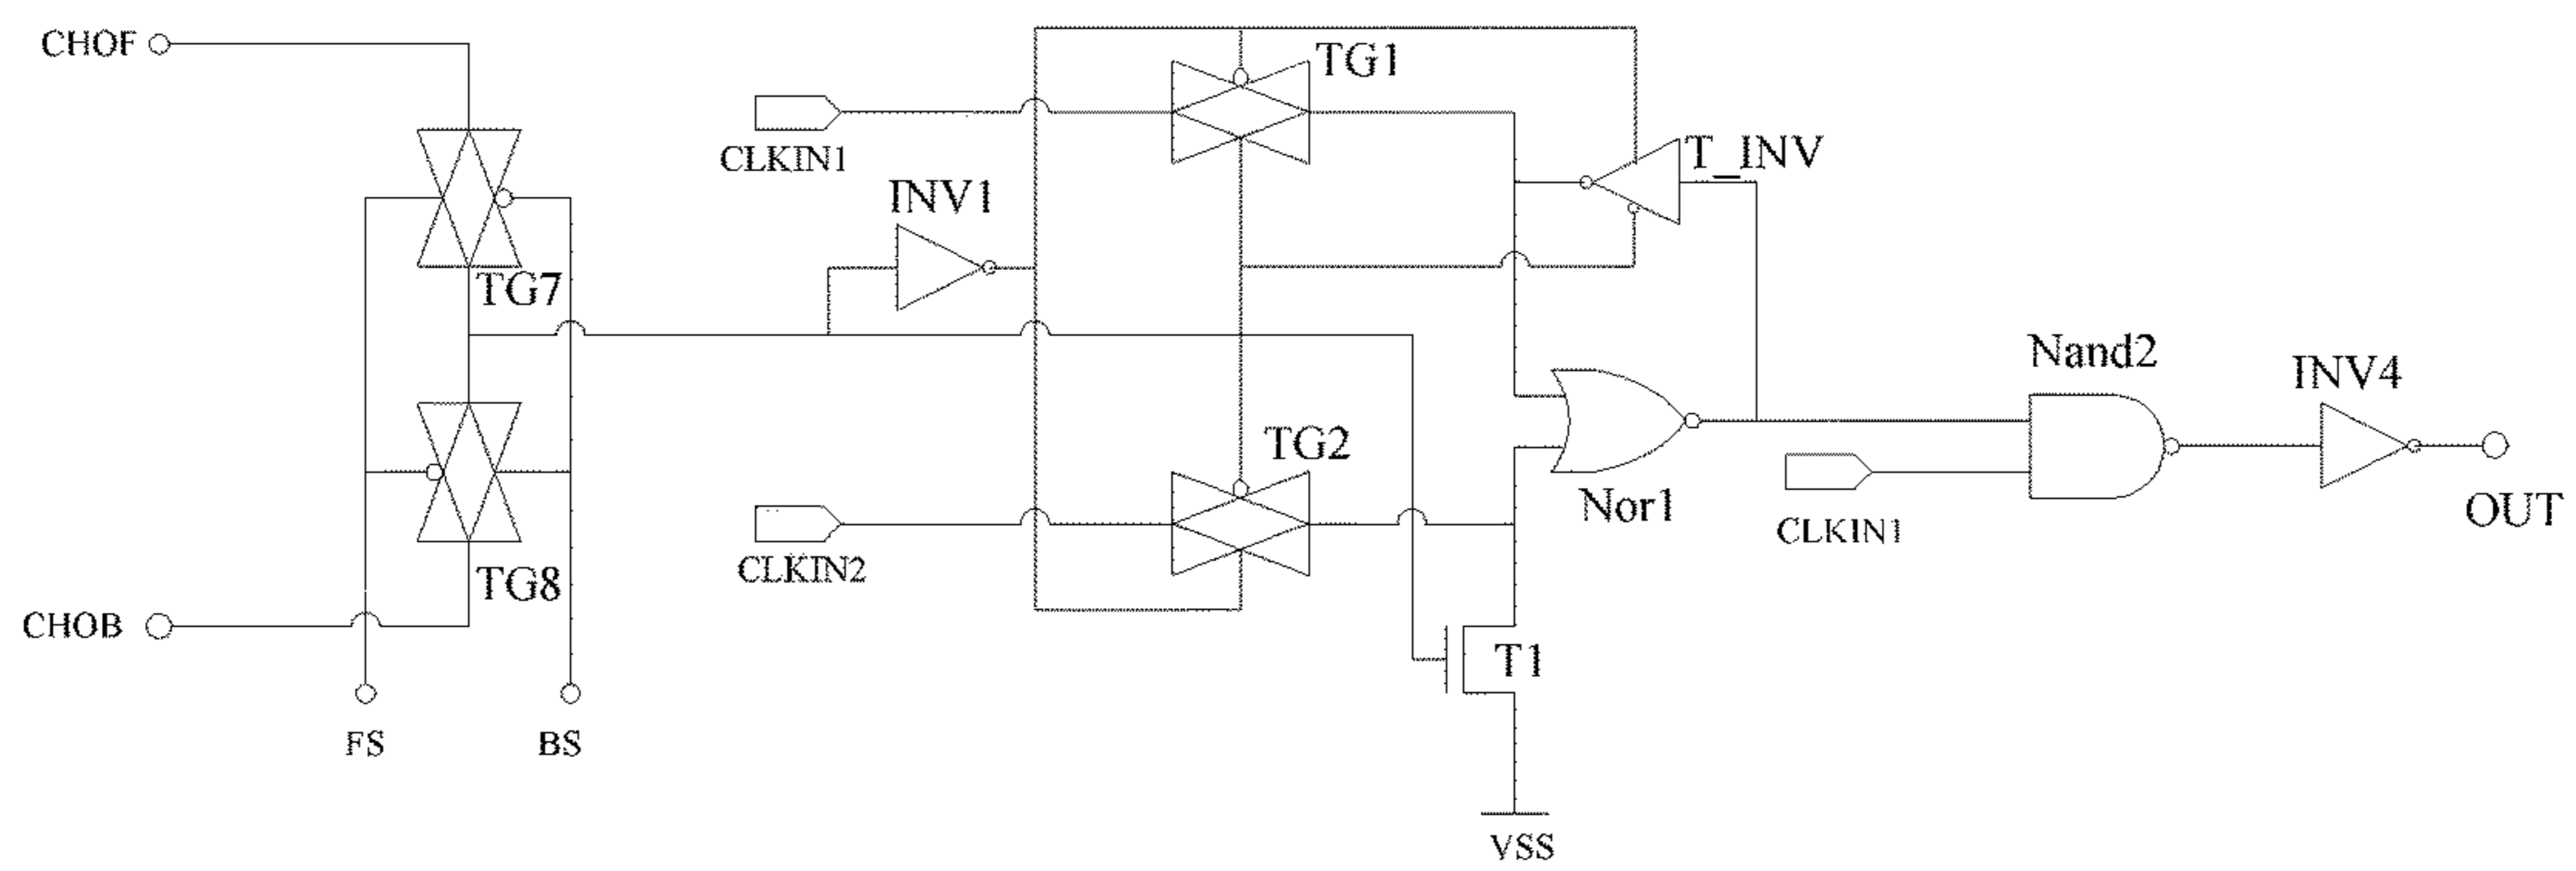 CHOF
TG1
CLKIN1
T_INV
INV1
TG7
Nand2
INV4
TG2
CLKIN1
Nor1
OUT
CLKIN2
TG8
CHOB
T1
FS
BS
VSS